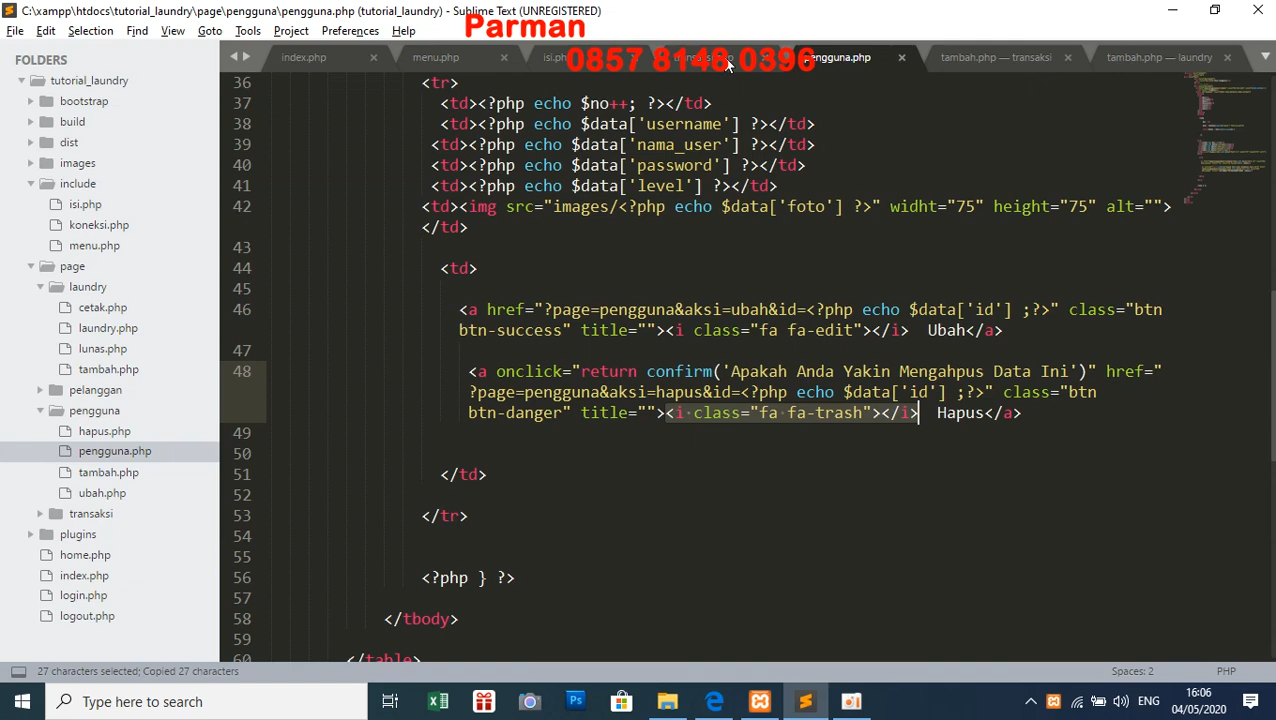 C:\xampp\htdocs\tutorial_laundry\page\pengguna\pengguna.php (tutorial_laundry) - Sublime Text (UNREGISTERED)
Parman
File Edit Selection Find View Goto Tools Project Preferences Help
0857 8148 0396
FOLDERS
index.php
menu.php
pengguna.php
tambah.php — transaksi
tambah.php — laundry
tutorial_laundry
bootstrap
build
dist
images
include
isi.php
koneksi.php
menu.php
page
laundry
cetak.php
laundry.php
lunas.php
tambah.php
pelanggan
pengguna
hapus.php
pengguna.php
tambah.php
ubah.php
transaksi
plugins
home.php
index.php
login.php
logout.php
36 <tr>
37 <td><?php echo $no++; ?></td>
38 <td><?php echo $data['username'] ?></td>
39 <td><?php echo $data['nama_user'] ?></td>
40 <td><?php echo $data['password'] ?></td>
41 <td><?php echo $data['level'] ?></td>
42 <td><img src="images/<?php echo $data['foto'] ?>" widht="75" height="75" alt="">
</td>
43
44 <td>
45
46 <a href="?page=pengguna&aksi=ubah&id=<?php echo $data['id'] ;?>" class="btn
btn-success" title=""><i class="fa fa-edit"></i> Ubah</a>
47
48 <a onclick="return confirm('Apakah Anda Yakin Mengahpus Data Ini')" href="
?page=pengguna&aksi=hapus&id=<?php echo $data['id'] ;?>" class="btn
btn-danger" title=""><i class="fa fa-trash"></i> Hapus</a>
49
50
51 </td>
52
53 </tr>
54
55
56 <?php } ?>
57
58 </tbody>
59
60 </table>
27 characters selected; Copied 27 characters
Spaces: 2
PHP
Type here to search
ENG
16:06
04/05/2020